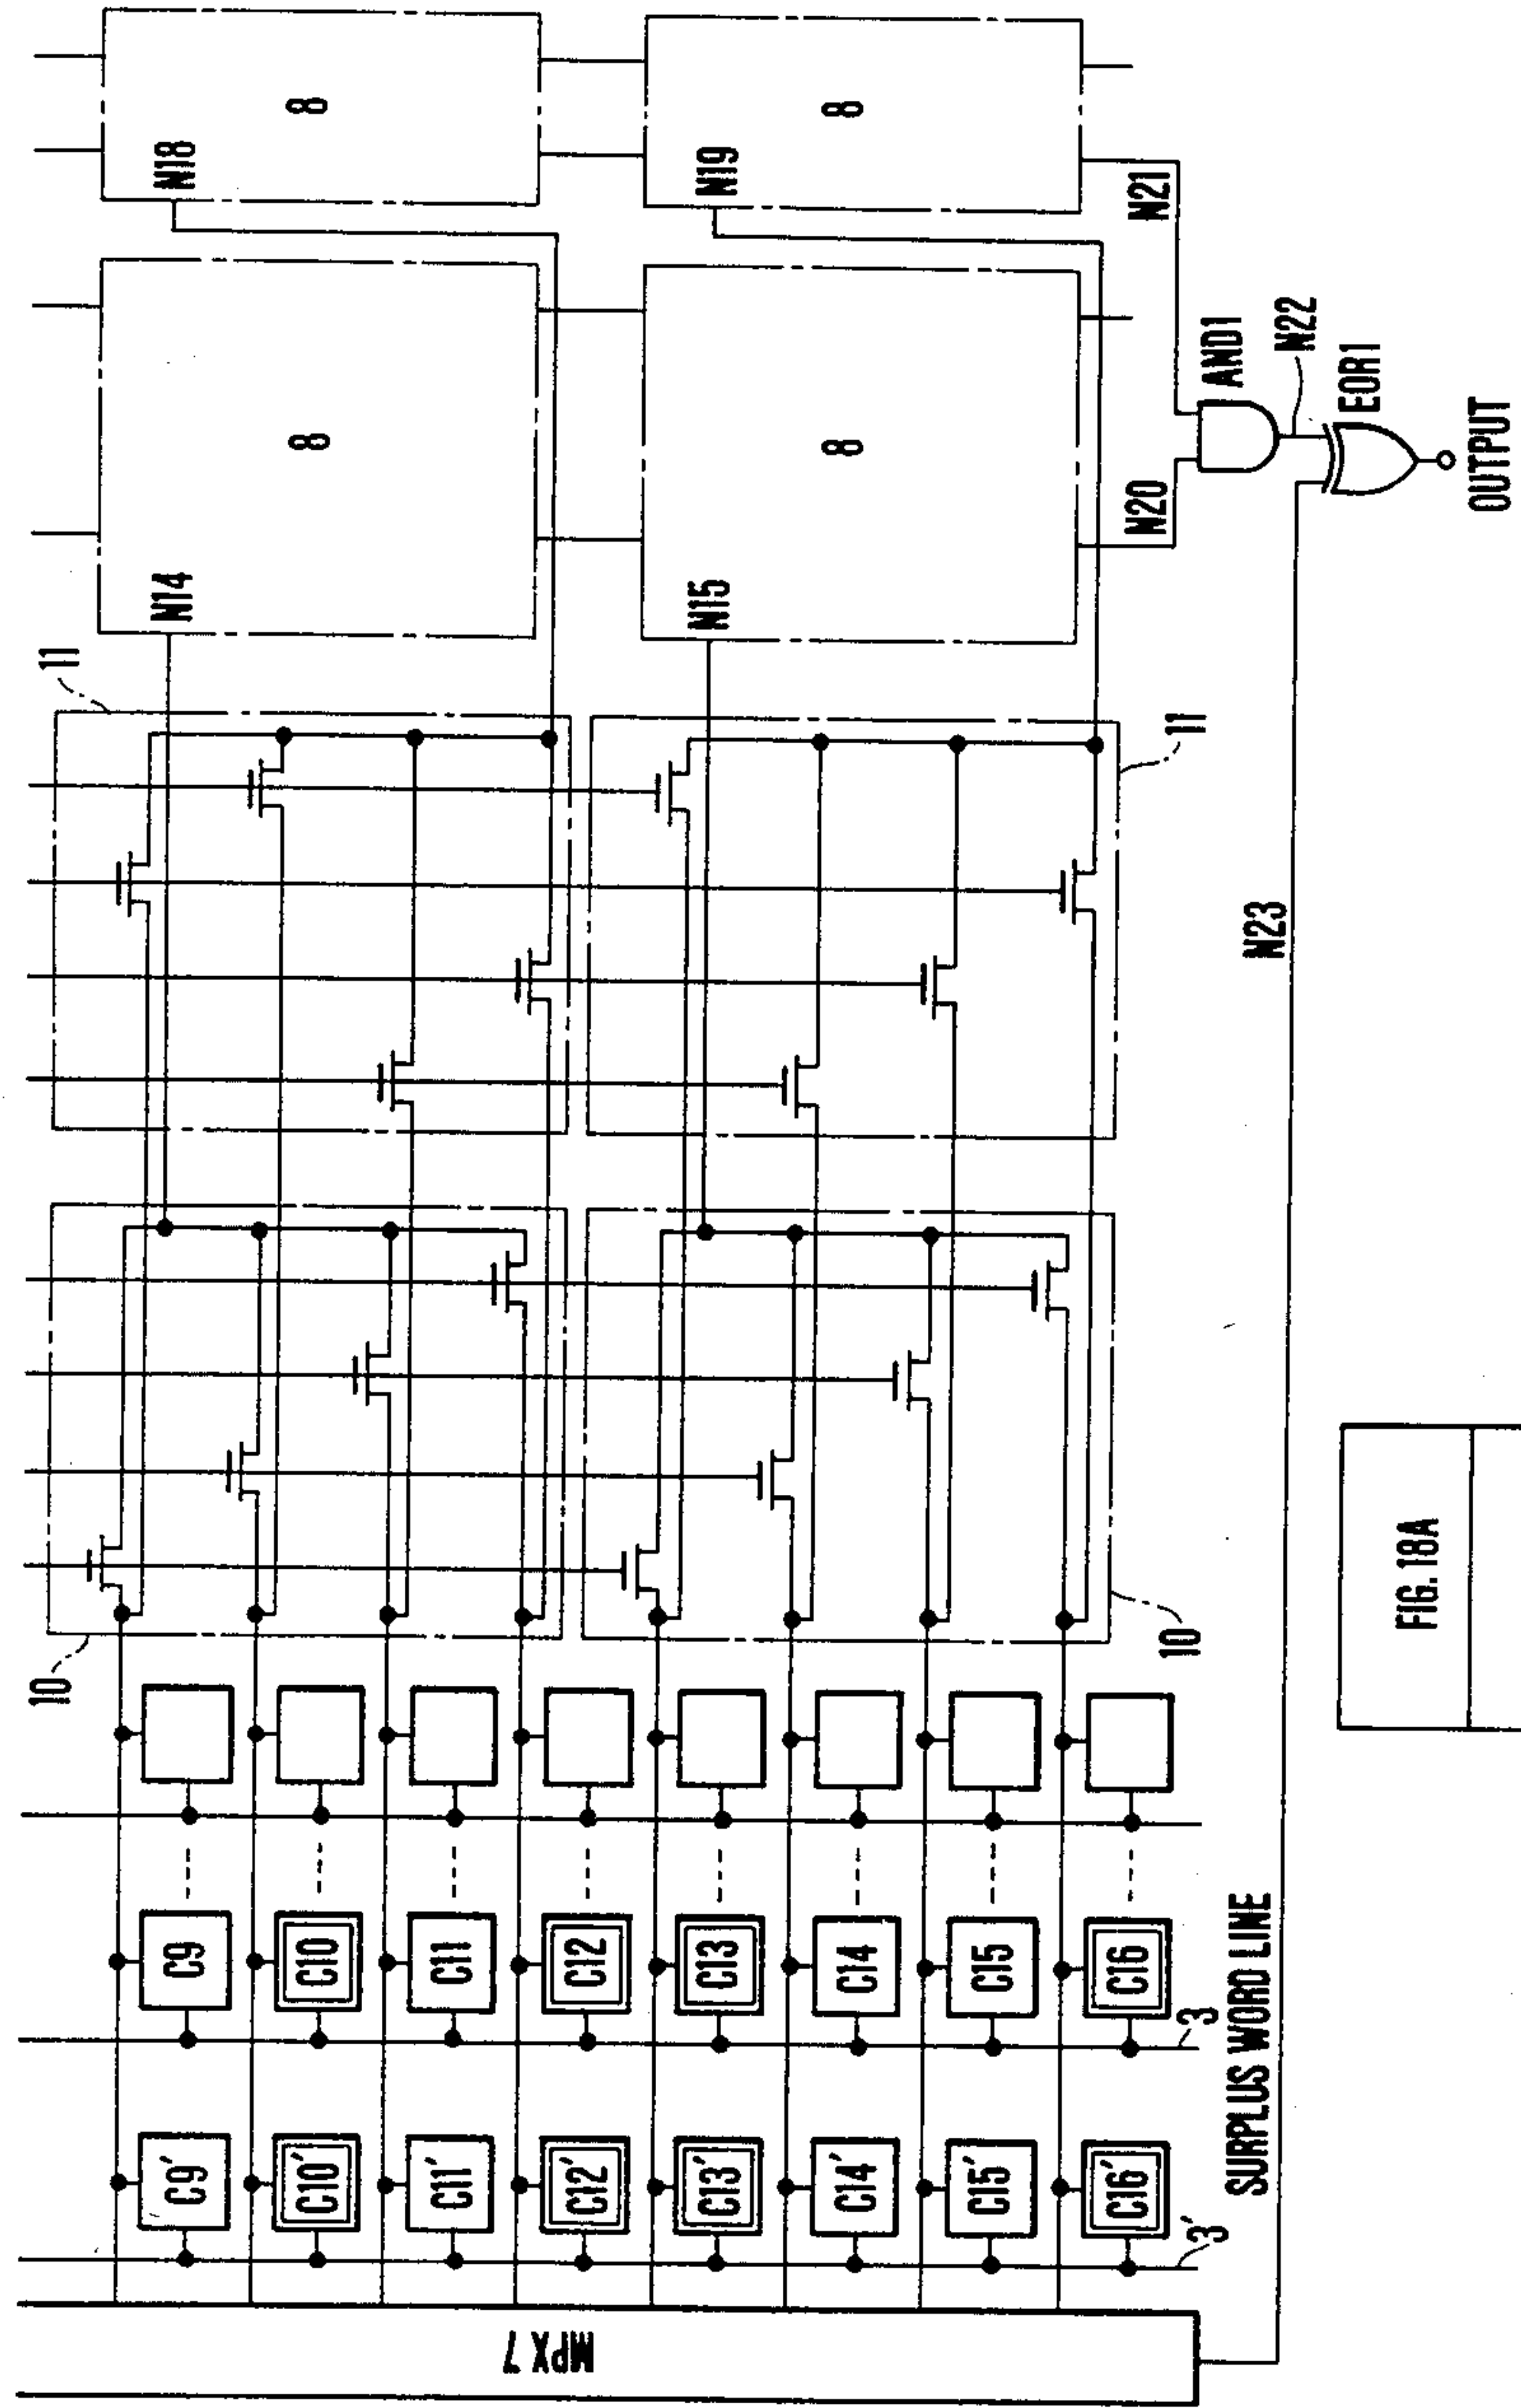 MPX 7
C9'
C10'
C11'
C12'
C13'
C14'
C15'
C16'
3'
C9
C10
C11
C12
C13
C14
C15
C16
3
SURPLUS WORD LINE
10
10
11
11
N14
N15
8
8
N18
N19
8
8
N20
N21
AND1
N22
N23
EOR1
OUTPUT
FIG. 18A